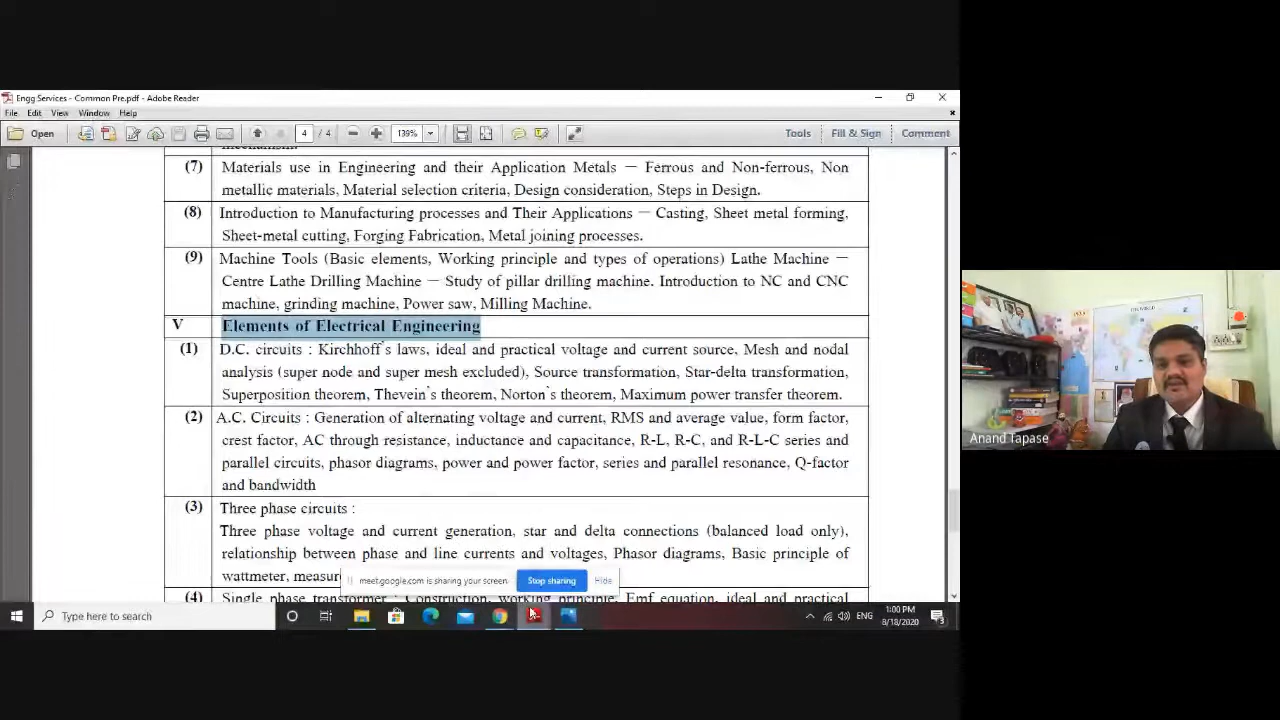 Engg Services - Common Pre.pdf - Adobe Reader
File Edit View Window Help
Open 4 / 4 139% Tools Fill & Sign Comment
mechanism.
(7) Materials use in Engineering and their Application Metals — Ferrous and Non-ferrous, Non
metallic materials, Material selection criteria, Design consideration, Steps in Design.
(8) Introduction to Manufacturing processes and Their Applications — Casting, Sheet metal forming,
Sheet-metal cutting, Forging Fabrication, Metal joining processes.
(9) Machine Tools (Basic elements, Working principle and types of operations) Lathe Machine —
Centre Lathe Drilling Machine — Study of pillar drilling machine. Introduction to NC and CNC
machine, grinding machine, Power saw, Milling Machine.
V Elements of Electrical Engineering
(1) D.C. circuits : Kirchhoff`s laws, ideal and practical voltage and current source, Mesh and nodal
analysis (super node and super mesh excluded), Source transformation, Star-delta transformation,
Superposition theorem, Thevein`s theorem, Norton`s theorem, Maximum power transfer theorem.
(2) A.C. Circuits : Generation of alternating voltage and current, RMS and average value, form factor,
crest factor, AC through resistance, inductance and capacitance, R-L, R-C, and R-L-C series and
parallel circuits, phasor diagrams, power and power factor, series and parallel resonance, Q-factor
and bandwidth
(3) Three phase circuits :
Three phase voltage and current generation, star and delta connections (balanced load only),
relationship between phase and line currents and voltages, Phasor diagrams, Basic principle of
wattmeter,
meet.google.com is sharing your screen Stop sharing Hide
(4) Single phase transformer : Construction, working principle, Emf equation, ideal and practical
Type here to search
ENG
1:00 PM
8/18/2020
Anand Tapase